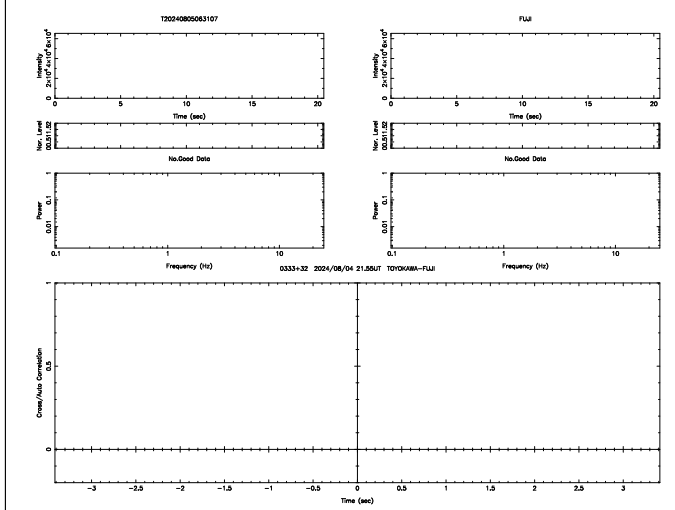 T20240805063107 FUJI
Intensity
0 2×10⁴ 4×10⁴ 6×10⁴
0 5 10 15 20
Time (sec)
Intensity
0 2×10⁴ 4×10⁴ 6×10⁴
0 5 10 15 20
Time (sec)
Nor. Level
00.511.52
Nor. Level
00.511.52
No.Good Data
Power
0.01 0.1 1
0.1 1 10
Frequency (Hz)
No.Good Data
Power
0.01 0.1 1
0.1 1 10
Frequency (Hz)
0333+32 2024/08/04 21.55UT TOYOKAWA-FUJI
Cross/Auto Correlation
0 0.5 1
-3 -2.5 -2 -1.5 -1 -0.5 0 0.5 1 1.5 2 2.5 3
Time (sec)